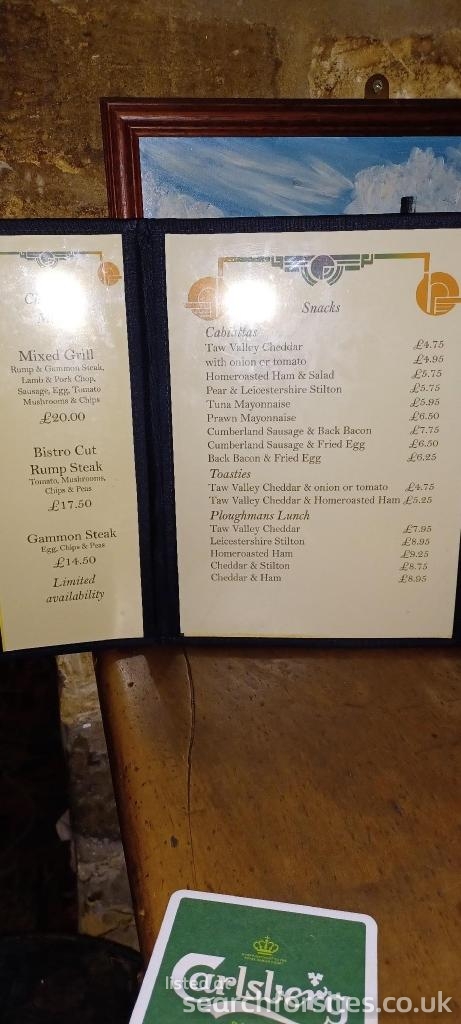 Mixed Grill
Rump & Gammon Steak,
Lamb & Pork Chop,
Sausage, Egg, Tomato
Mushrooms & Chips
£20.00
Bistro Cut
Rump Steak
Tomato, Mushrooms,
Chips & Peas
£17.50
Gammon Steak
Egg, Chips & Peas
£14.50
Limited
availability
Snacks
Cabiattas
Taw Valley Cheddar £4.75
with onion or tomato £4.95
Homeroasted Ham & Salad £5.75
Pear & Leicestershire Stilton £5.75
Tuna Mayonnaise £5.95
Prawn Mayonnaise £6.50
Cumberland Sausage & Back Bacon £7.75
Cumberland Sausage & Fried Egg £6.50
Back Bacon & Fried Egg £6.25
Toasties
Taw Valley Cheddar & onion or tomato £4.75
Taw Valley Cheddar & Homeroasted Ham £5.25
Ploughmans Lunch
Taw Valley Cheddar £7.95
Leicestershire Stilton £8.95
Homeroasted Ham £9.25
Cheddar & Stilton £8.75
Cheddar & Ham £8.95
Carlsberg
listed on
searchforsites.co.uk